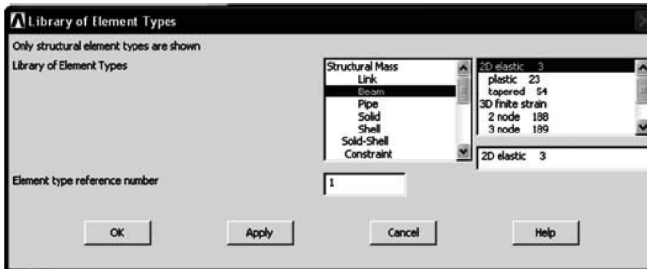 Library of Element Types
Only structural element types are shown
Library of Element Types
Structural Mass
Link
Beam
Pipe
Solid
Shell
Solid-Shell
Constraint
2D elastic 3
plastic 23
tapered 54
3D finite strain
2 node 188
3 node 189
2D elastic 3
Element type reference number
1
OK
Apply
Cancel
Help